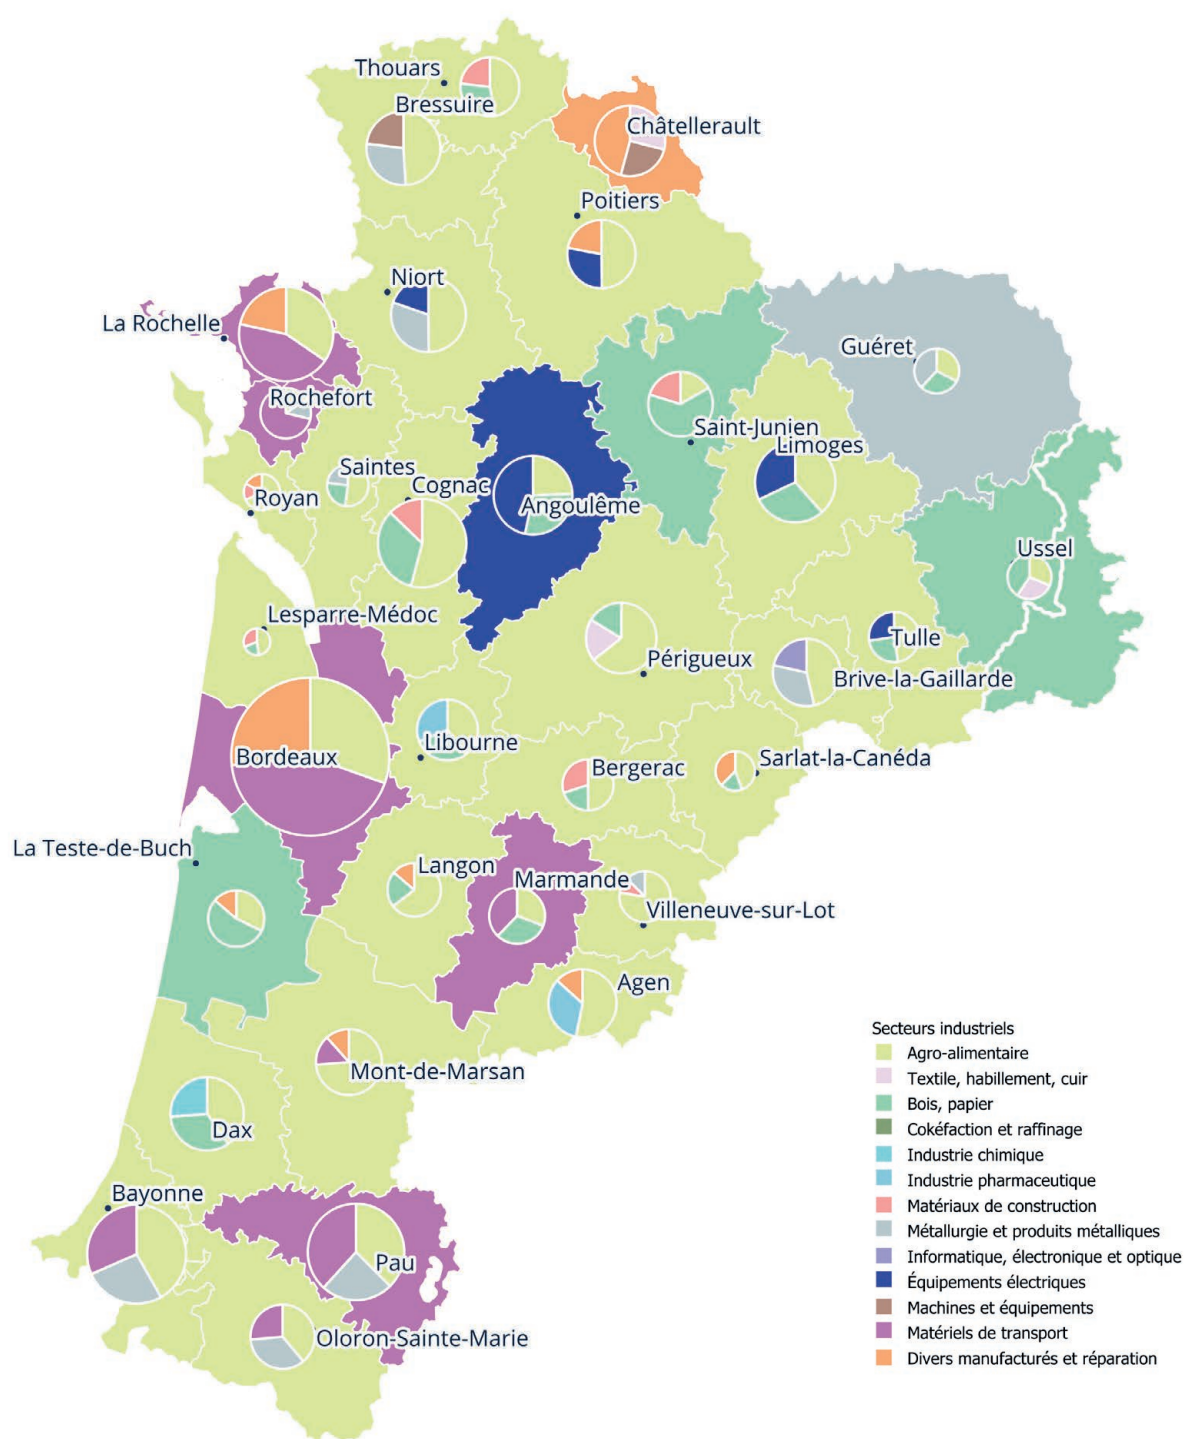 Thouars
Bressuire
Châtellerault
Poitiers
Niort
La Rochelle
Guéret
Rochefort
Saint-Junien
Limoges
Saintes
Cognac
Royan
Angoulême
Ussel
Lesparre-Médoc
Tulle
Périgueux
Brive-la-Gaillarde
Libourne
Bordeaux
Bergerac
Sarlat-la-Canéda
La Teste-de-Buch
Langon
Marmande
Villeneuve-sur-Lot
Agen
Mont-de-Marsan
Dax
Bayonne
Pau
Oloron-Sainte-Marie
Secteurs industriels
Agro-alimentaire
Textile, habillement, cuir
Bois, papier
Cokéfaction et raffinage
Industrie chimique
Industrie pharmaceutique
Matériaux de construction
Métallurgie et produits métalliques
Informatique, électronique et optique
Équipements électriques
Machines et équipements
Matériels de transport
Divers manufacturés et réparation